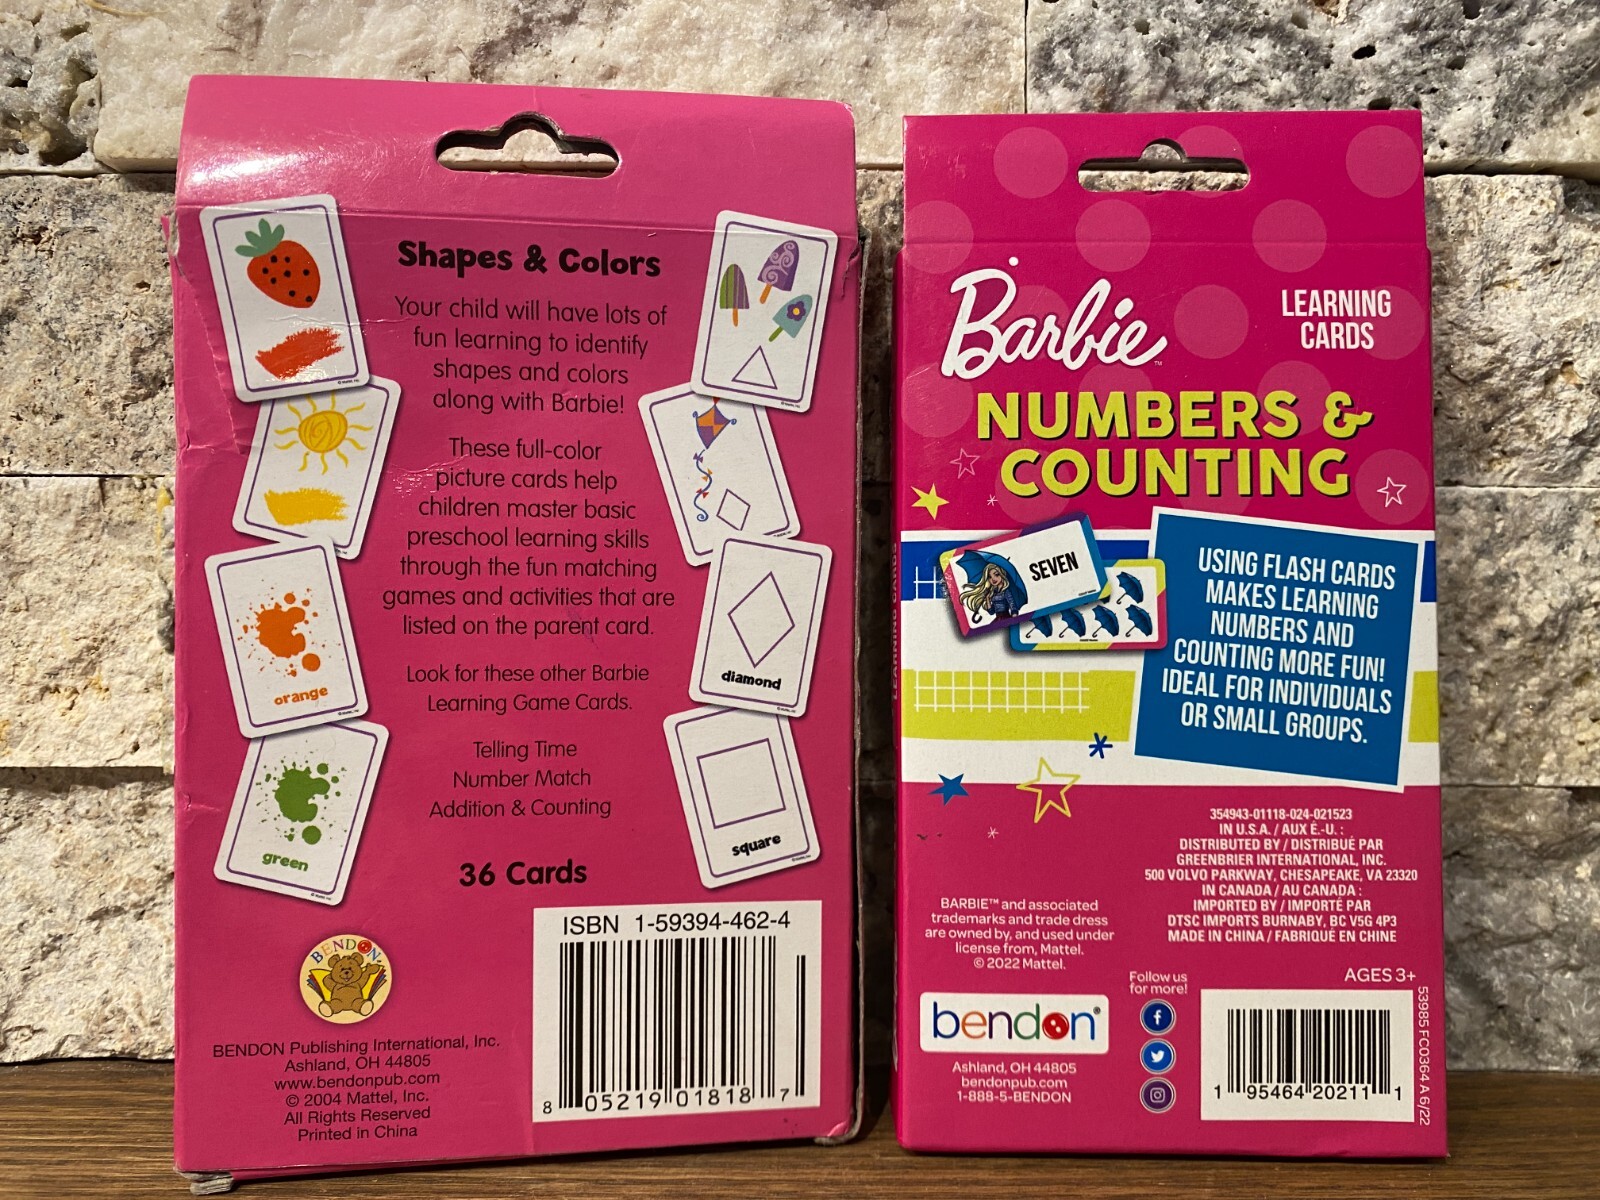 Shapes & Colors
Your child will have lots of
fun learning to identify
shapes and colors
along with Barbie!
These full-color
picture cards help
children master basic
preschool learning skills
through the fun matching
games and activities that are
listed on the parent card.
Look for these other Barbie
Learning Game Cards.
Telling Time
Number Match
Addition & Counting
36 Cards
orange
green
diamond
square
ISBN 1-59394-462-4
8 05219 01818 7
BENDON
BENDON Publishing International, Inc.
Ashland, OH 44805
www.bendonpub.com
© 2004 Mattel, Inc.
All Rights Reserved
Printed in China
Barbie™
LEARNING
CARDS
NUMBERS &
COUNTING
SEVEN
USING FLASH CARDS
MAKES LEARNING
NUMBERS AND
COUNTING MORE FUN!
IDEAL FOR INDIVIDUALS
OR SMALL GROUPS.
354943-01118-024-021523
IN U.S.A. / AUX É.-U. :
DISTRIBUTED BY / DISTRIBUÉ PAR
GREENBRIER INTERNATIONAL, INC.
500 VOLVO PARKWAY, CHESAPEAKE, VA 23320
IN CANADA / AU CANADA :
IMPORTED BY / IMPORTÉ PAR
DTSC IMPORTS BURNABY, BC V5G 4P3
MADE IN CHINA / FABRIQUÉ EN CHINE
BARBIE™ and associated
trademarks and trade dress
are owned by, and used under
license from, Mattel.
© 2022 Mattel.
bendon®
Ashland, OH 44805
bendonpub.com
1-888-5-BENDON
Follow us
for more!
AGES 3+
1 95464 20211 1
53985 FC0364 A 6/22
LEARNING CARDS